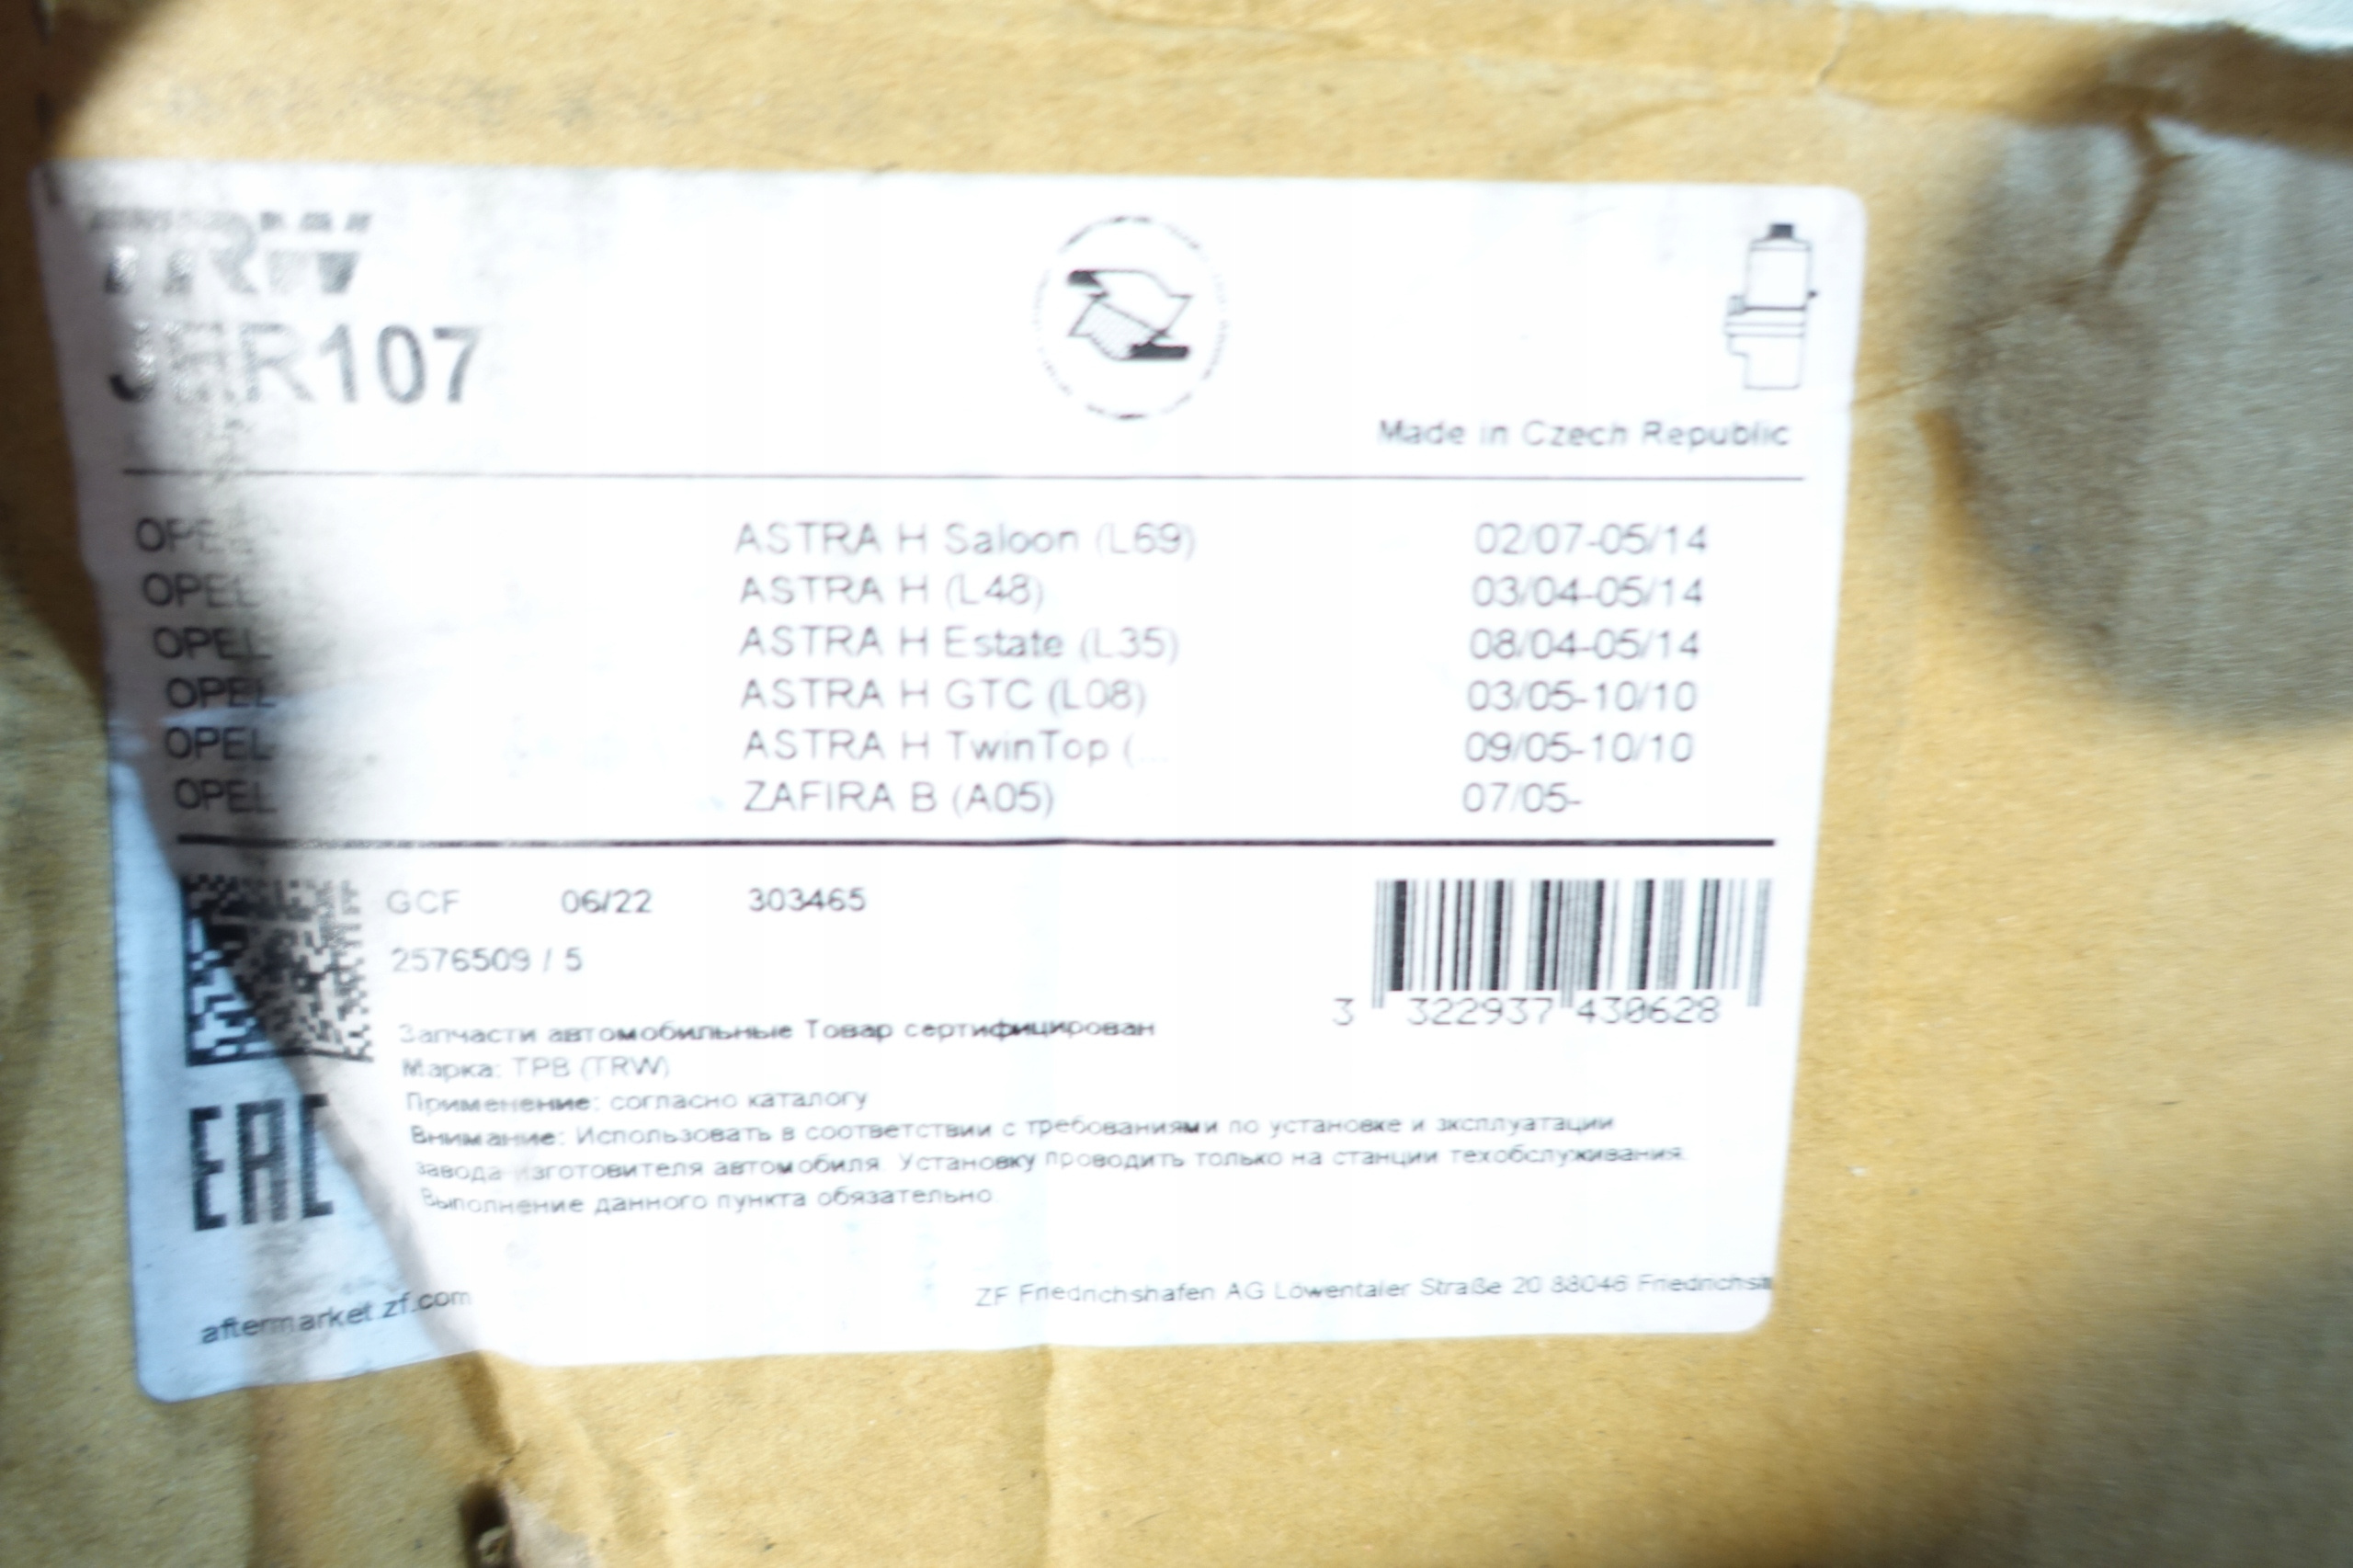 TRW
JER107
Made in Czech Republic
OPEL ASTRA H Saloon (L69) 02/07-05/14
OPEL ASTRA H (L48) 03/04-05/14
OPEL ASTRA H Estate (L35) 08/04-05/14
OPEL ASTRA H GTC (L08) 03/05-10/10
OPEL ASTRA H TwinTop (... 09/05-10/10
OPEL ZAFIRA B (A05) 07/05-
GCF 06/22 303465
2576509 / 5
3 322937 430628
Запчасти автомобильные Товар сертифицирован
Марка: ТРВ (TRW)
Применение: согласно каталогу
Внимание: Использовать в соответствии с требованиями по установке и эксплуатации
завода изготовителя автомобиля. Установку проводить только на станции техобслуживания.
Выполнение данного пункта обязательно.
EAC
aftermarket.zf.com
ZF Friedrichshafen AG Löwentaler Straße 20 88046 Friedrichsh